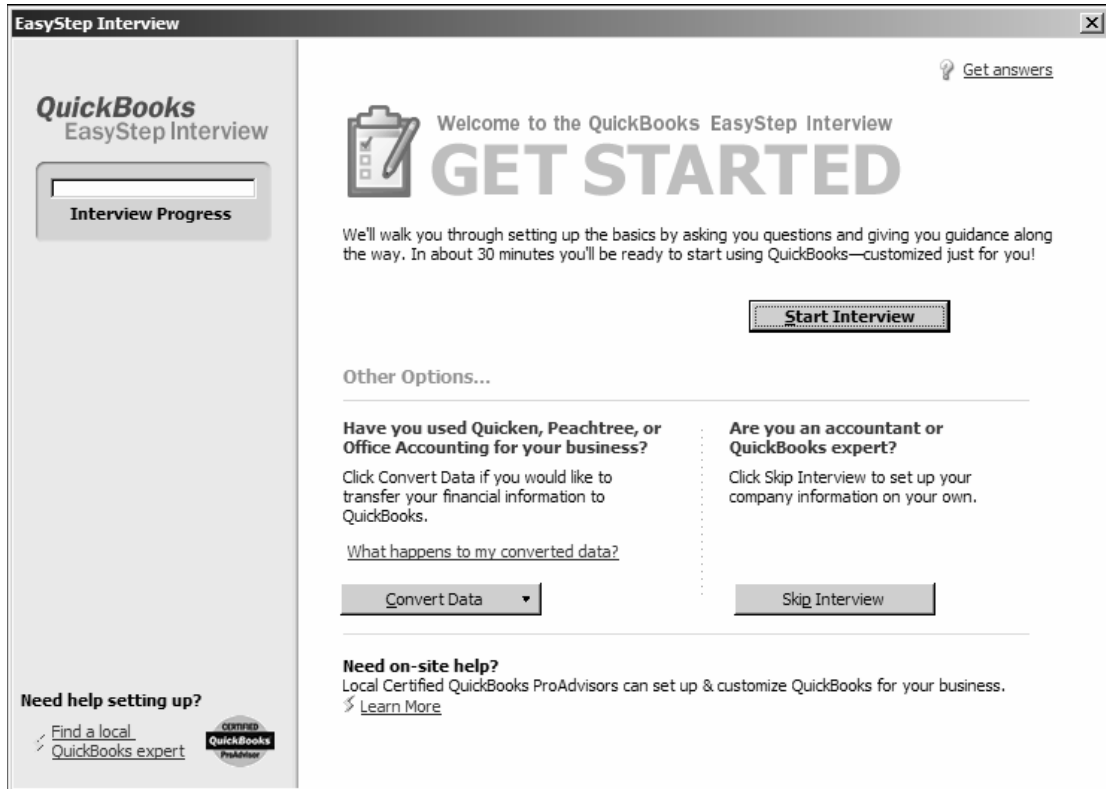 EasyStep Interview
Get answers
QuickBooks
EasyStep Interview
Interview Progress
Welcome to the QuickBooks EasyStep Interview
GET STARTED
We'll walk you through setting up the basics by asking you questions and giving you guidance along
the way. In about 30 minutes you'll be ready to start using QuickBooks—customized just for you!
Start Interview
Other Options...
Have you used Quicken, Peachtree, or
Office Accounting for your business?
Click Convert Data if you would like to
transfer your financial information to
QuickBooks.
What happens to my converted data?
Convert Data
Are you an accountant or
QuickBooks expert?
Click Skip Interview to set up your
company information on your own.
Skip Interview
Need on-site help?
Local Certified QuickBooks ProAdvisors can set up & customize QuickBooks for your business.
Learn More
Need help setting up?
Find a local
QuickBooks expert
CERTIFIED
QuickBooks
ProAdvisor